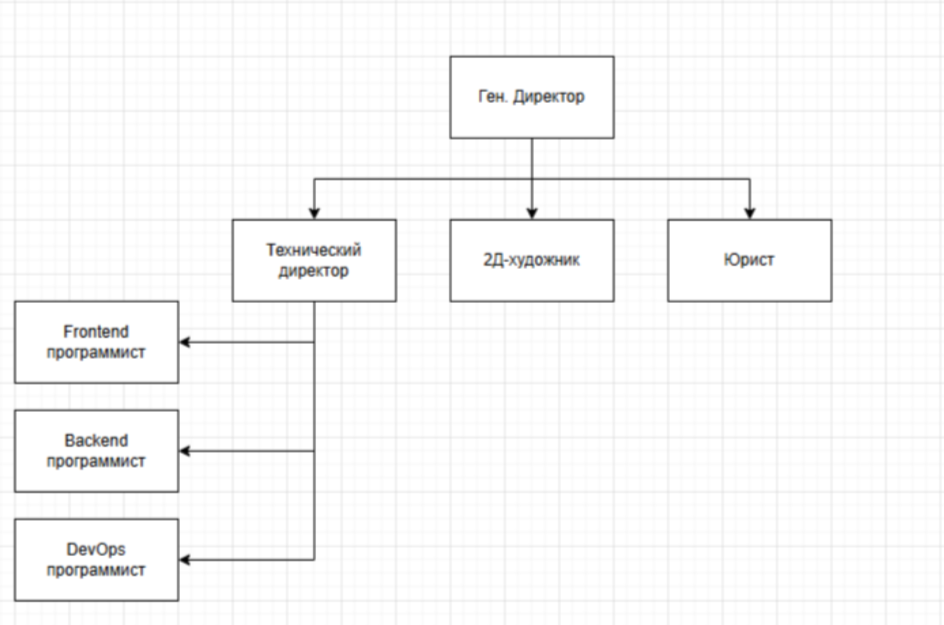 Ген. Директор
Технический
директор
2Д-художник
Юрист
Frontend
программист
Backend
программист
DevOps
программист